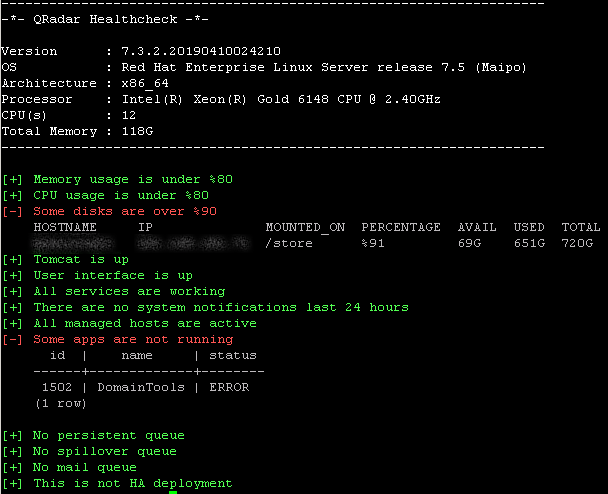 -*- QRadar Healthcheck -*-
Version : 7.3.2.20190410024210
OS : Red Hat Enterprise Linux Server release 7.5 (Maipo)
Architecture : x86_64
Processor : Intel(R) Xeon(R) Gold 6148 CPU @ 2.40GHz
CPU(s) : 12
Total Memory : 118G
[+] Memory usage is under %80
[+] CPU usage is under %80
[-] Some disks are over %90
HOSTNAME IP MOUNTED_ON PERCENTAGE AVAIL USED TOTAL
/store %91 69G 651G 720G
[+] Tomcat is up
[+] User interface is up
[+] All services are working
[+] There are no system notifications last 24 hours
[+] All managed hosts are active
[-] Some apps are not running
id | name | status
------+-------------+--------
1502 | DomainTools | ERROR
(1 row)
[+] No persistent queue
[+] No spillover queue
[+] No mail queue
[+] This is not HA deployment